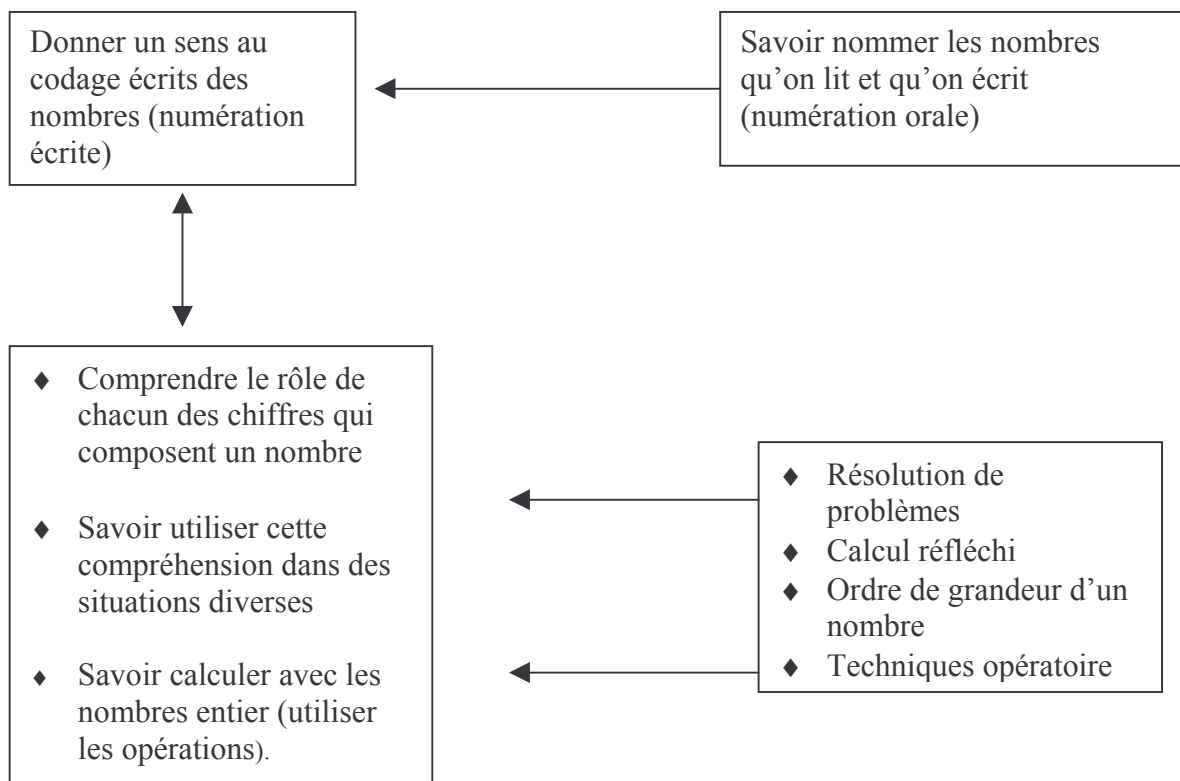 Donner un sens au
codage écrits des
nombres (numération
écrite)
Savoir nommer les nombres
qu’on lit et qu’on écrit
(numération orale)
♦ Comprendre le rôle de
chacun des chiffres qui
composent un nombre
♦ Savoir utiliser cette
compréhension dans des
situations diverses
♦ Savoir calculer avec les
nombres entier (utiliser
les opérations).
♦ Résolution de
problèmes
♦ Calcul réfléchi
♦ Ordre de grandeur d’un
nombre
♦ Techniques opératoire